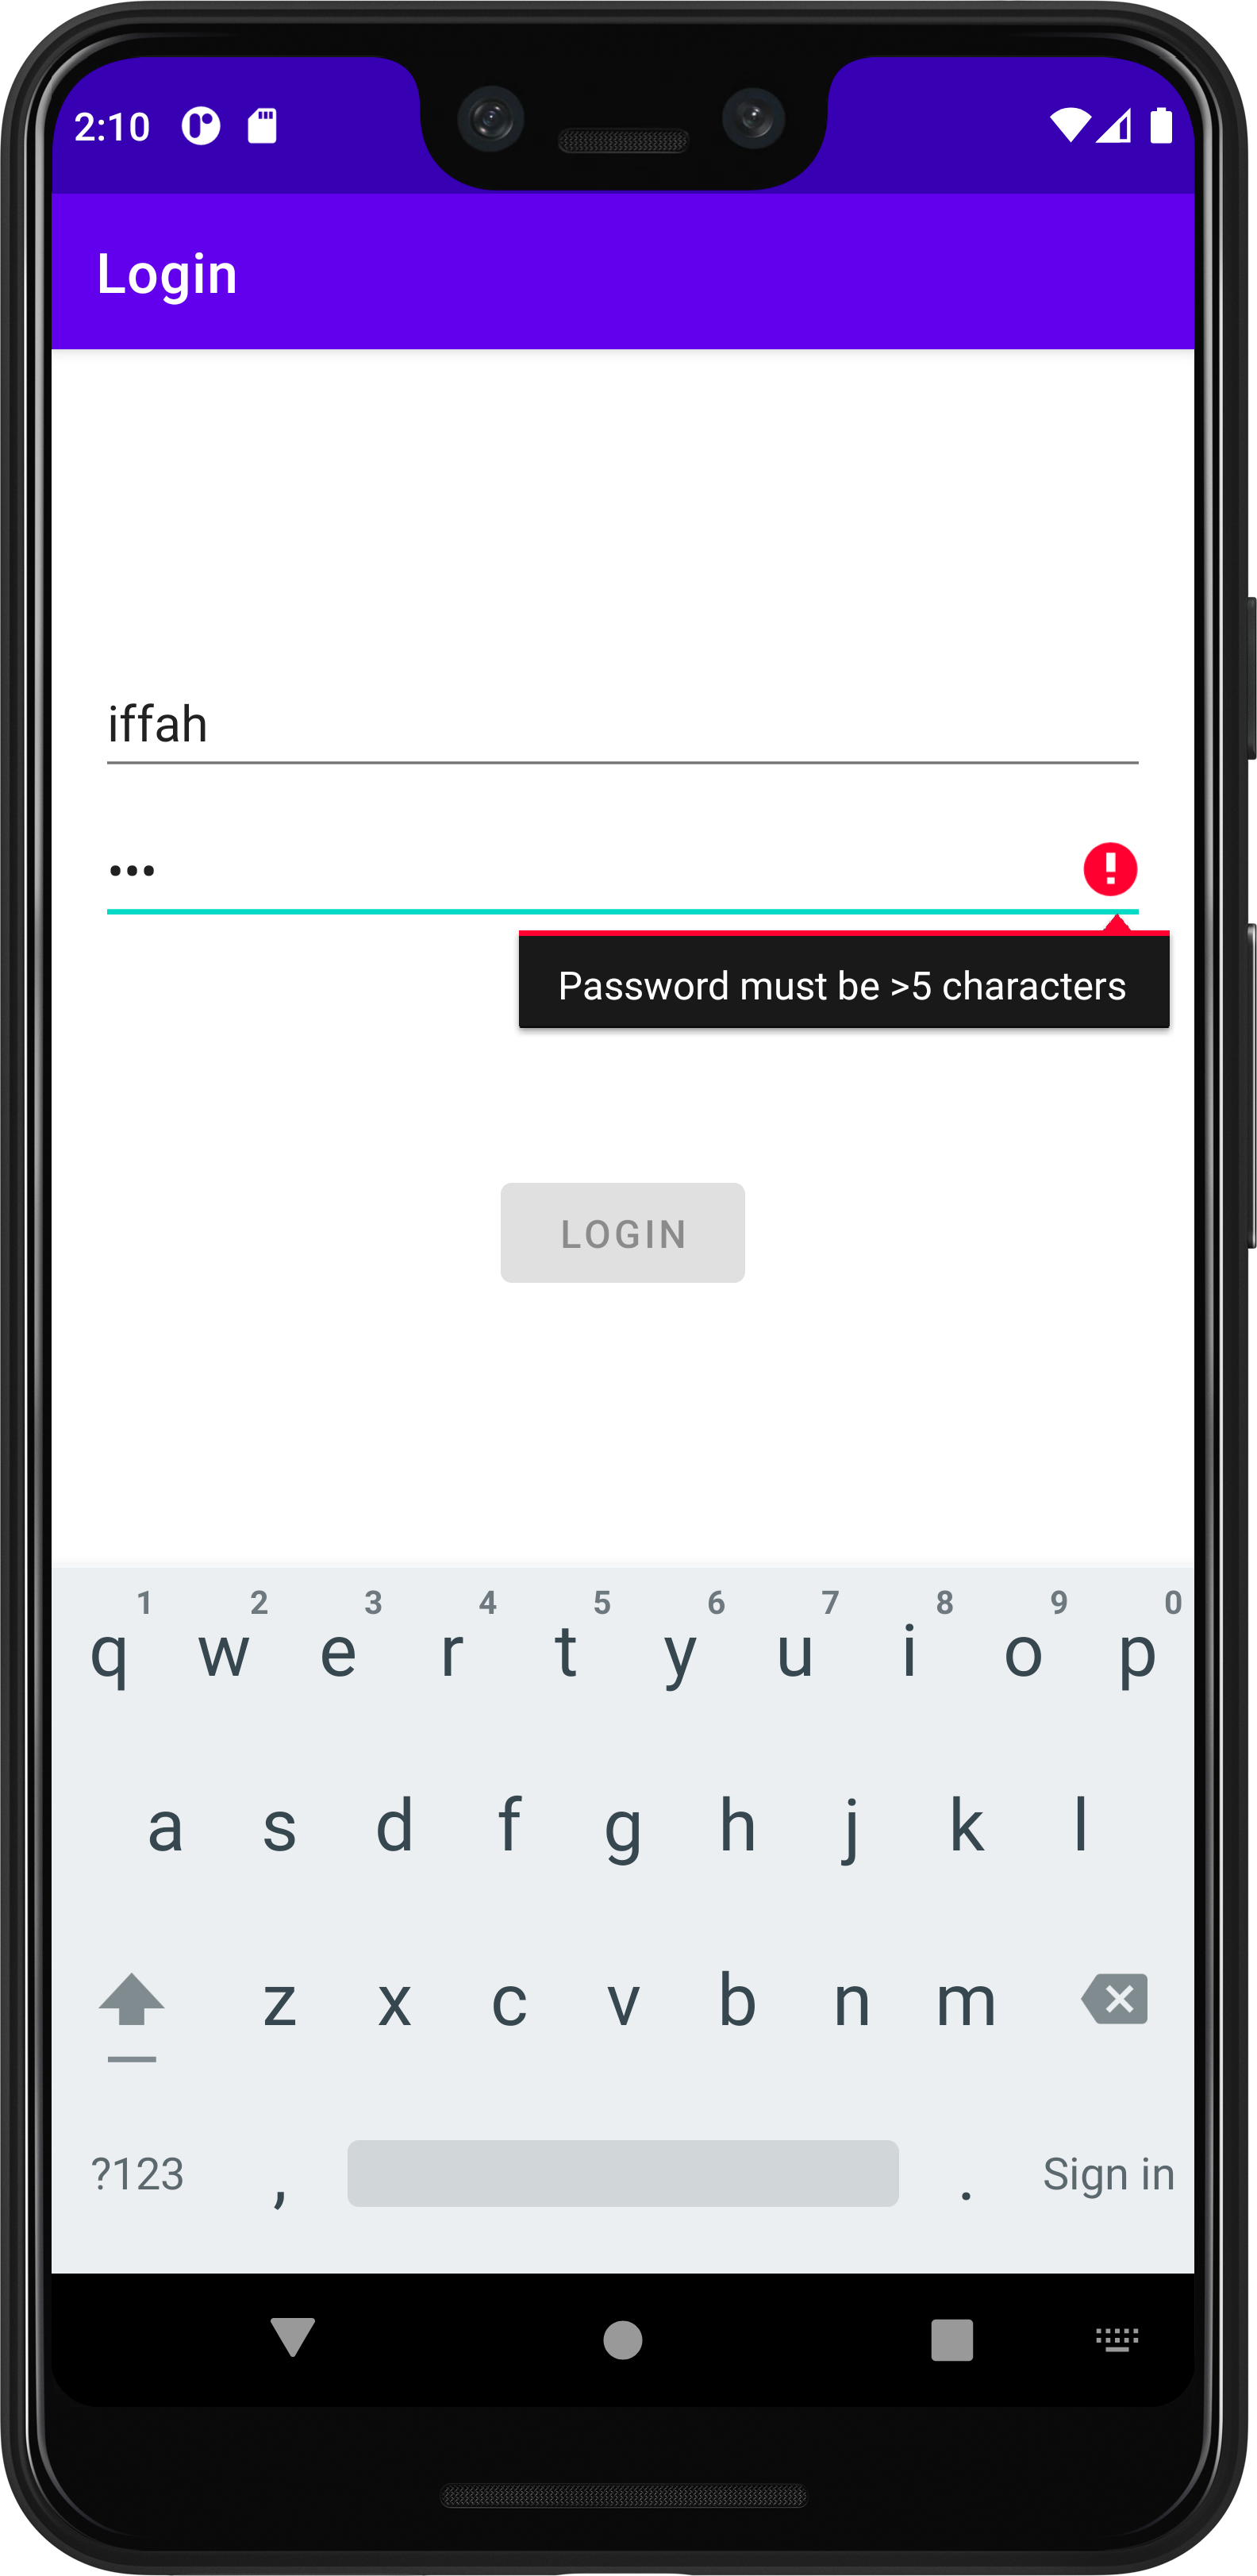 2:10
Login
iffah
•••
Password must be >5 characters
LOGIN
1 2 3 4 5 6 7 8 9 0
q w e r t y u i o p
a s d f g h j k l
z x c v b n m
?123 , . Sign in